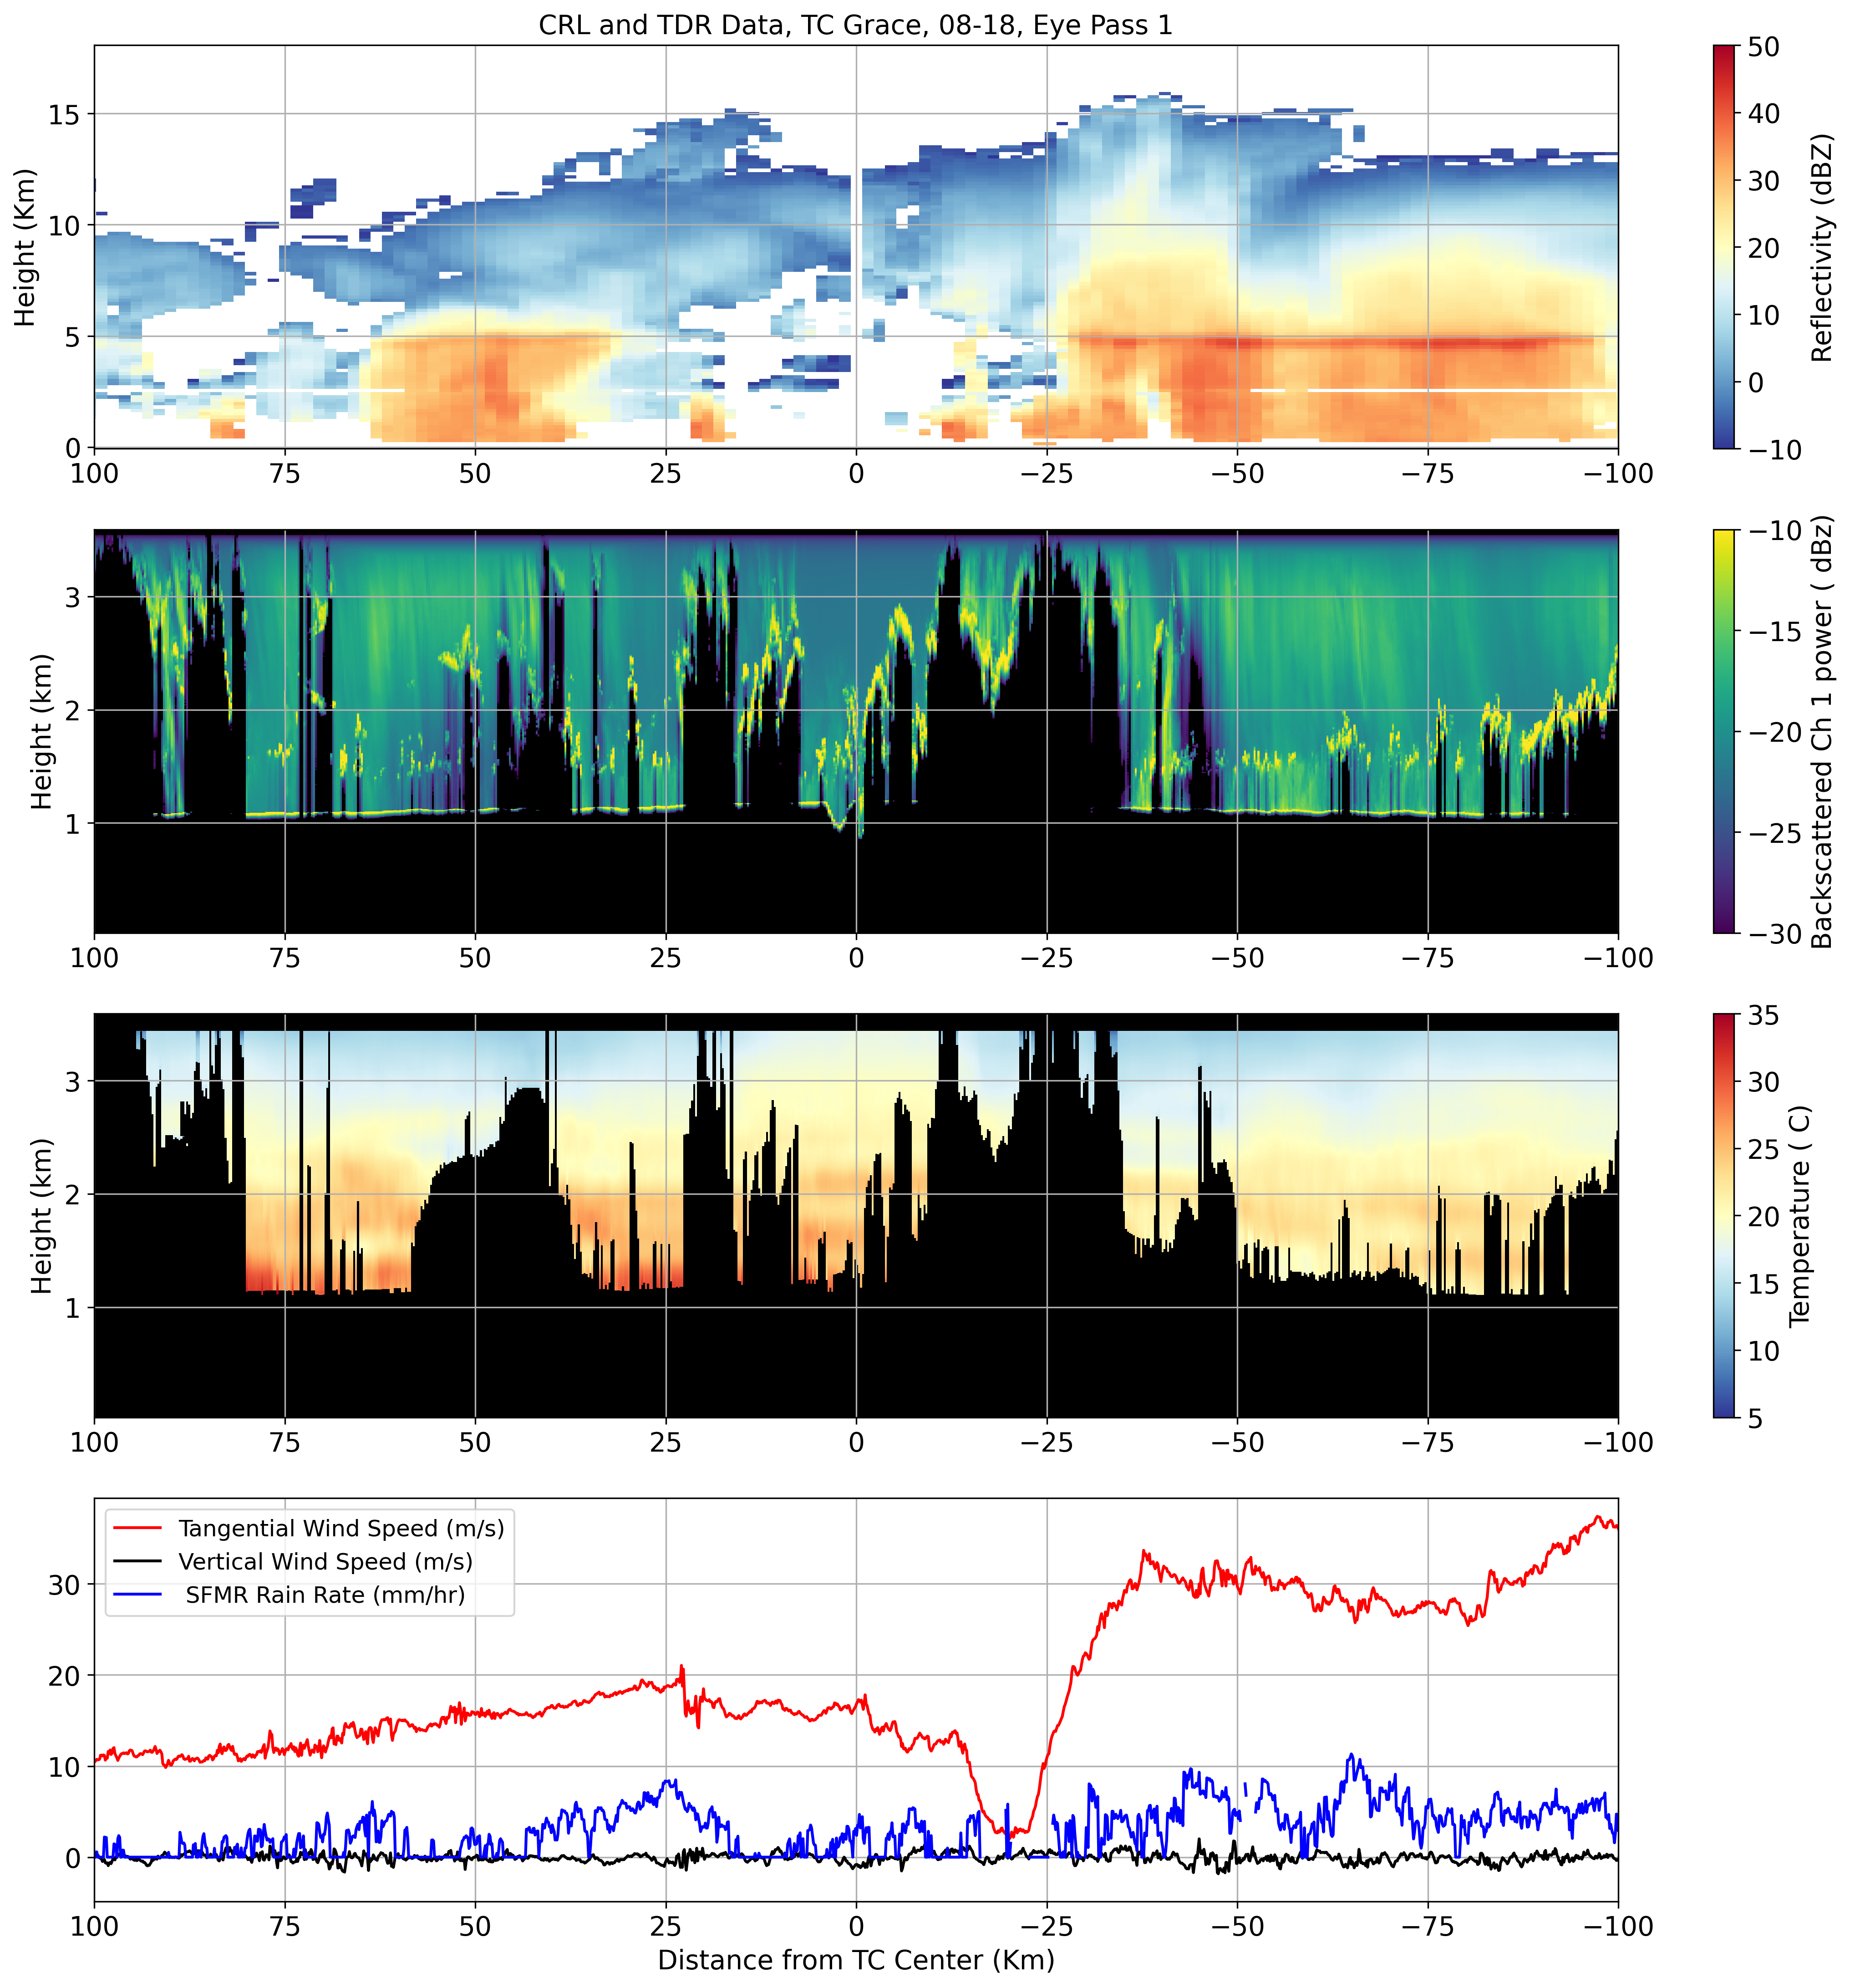 CRL and TDR Data, TC Grace, 08-18, Eye Pass 1
Height (Km)
15
10
5
0
100 75 50 25 0 −25 −50 −75 −100
50
40
30
20
10
0
−10
Reflectivity (dBZ)
Height (km)
3
2
1
100 75 50 25 0 −25 −50 −75 −100
−10
−15
−20
−25
−30
Backscattered Ch 1 power ( dBz)
Height (km)
3
2
1
100 75 50 25 0 −25 −50 −75 −100
35
30
25
20
15
10
5
Temperature ( C)
Tangential Wind Speed (m/s)
Vertical Wind Speed (m/s)
SFMR Rain Rate (mm/hr)
30
20
10
0
100 75 50 25 0 −25 −50 −75 −100
Distance from TC Center (Km)